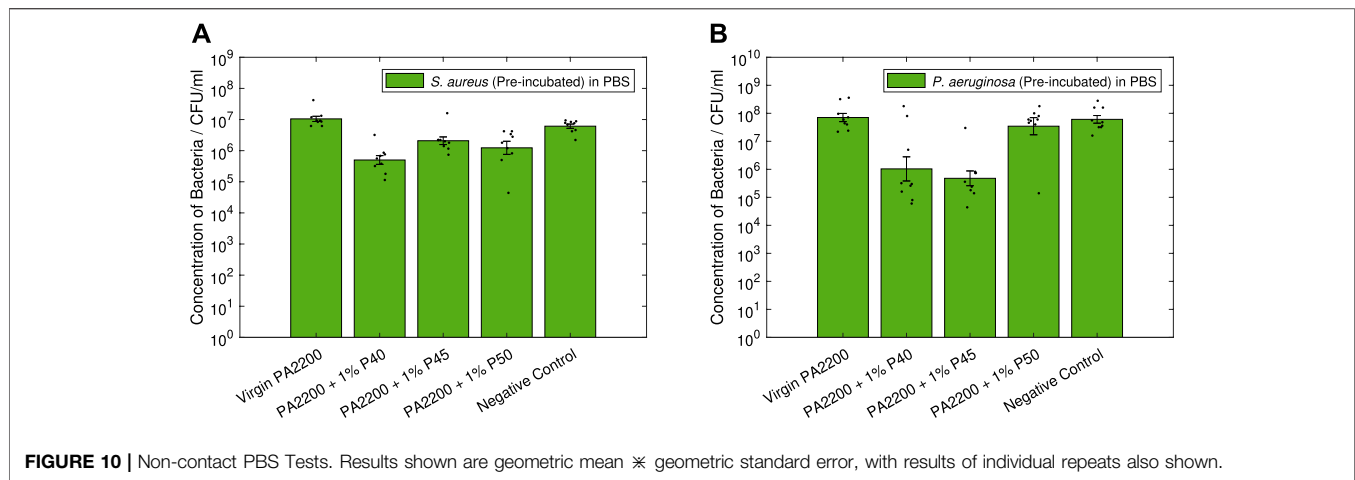 A
Concentration of Bacteria / CFU/ml
10^9
10^8
10^7
10^6
10^5
10^4
10^3
10^2
10^1
10^0
S. aureus (Pre-incubated) in PBS
Virgin PA2200
PA2200 + 1% P40
PA2200 + 1% P45
PA2200 + 1% P50
Negative Control
B
Concentration of Bacteria / CFU/ml
10^10
10^9
10^8
10^7
10^6
10^5
10^4
10^3
10^2
10^1
10^0
P. aeruginosa (Pre-incubated) in PBS
Virgin PA2200
PA2200 + 1% P40
PA2200 + 1% P45
PA2200 + 1% P50
Negative Control
FIGURE 10 | Non-contact PBS Tests. Results shown are geometric mean ⋇ geometric standard error, with results of individual repeats also shown.